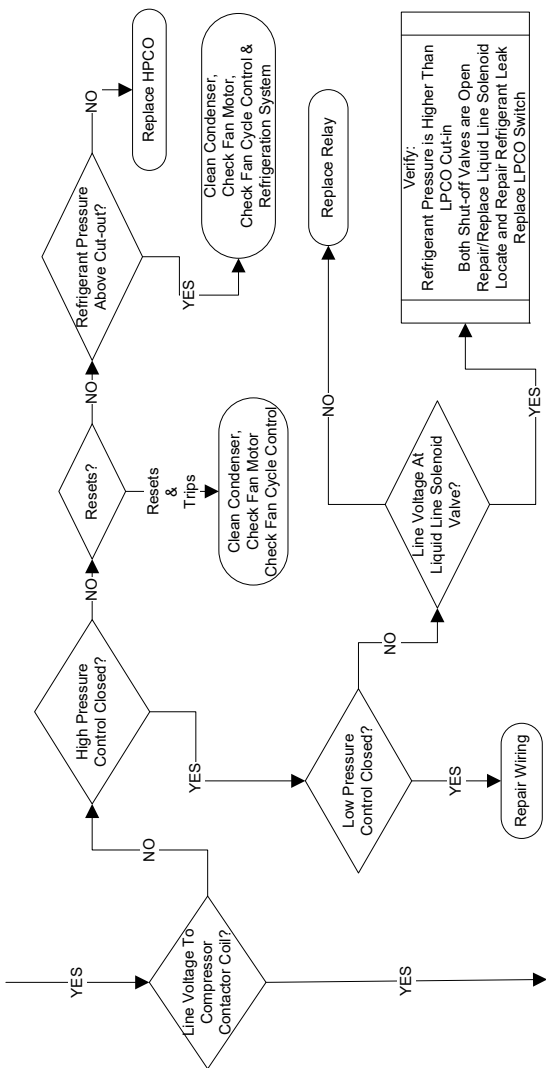 YES
Line Voltage To
Compressor
Contactor Coil?
YES
NO
High Pressure
Control Closed?
NO
Resets?
NO
Refrigerant Pressure
Above Cut-out?
NO
Replace HPCO
YES
Clean Condenser,
Check Fan Motor,
Check Fan Cycle Control &
Refrigeration System
Resets
&
Trips
Clean Condenser,
Check Fan Motor
Check Fan Cycle Control
YES
Low Pressure
Control Closed?
YES
Repair Wiring
NO
Line Voltage At
Liquid Line Solenoid
Valve?
NO
Replace Relay
YES
Verify:
Refrigerant Pressure is Higher Than
LPCO Cut-in
Both Shut-off Valves are Open
Repair/Replace Liquid Line Solenoid
Locate and Repair Refrigerant Leak
Replace LPCO Switch